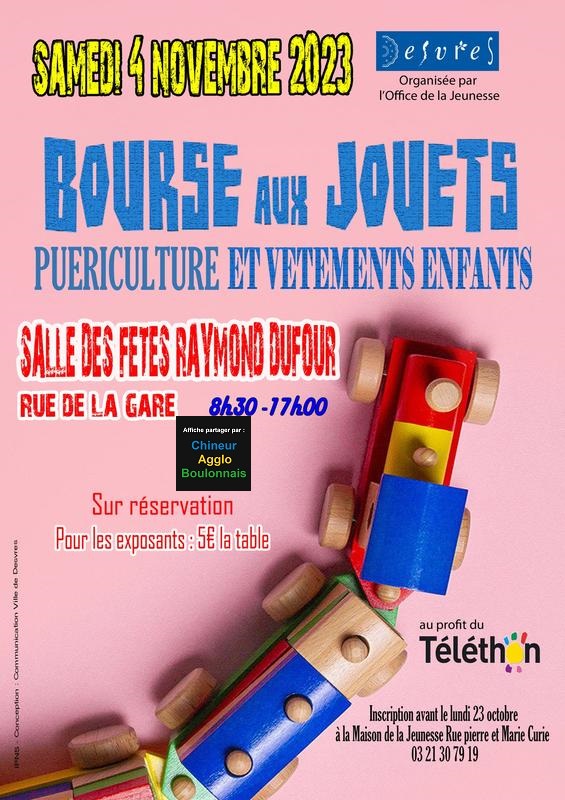 SAMEDI 4 NOVEMBRE 2023
Desvres
Organisée par
l'Office de la Jeunesse
BOURSE AUX JOUETS
PUERICULTURE ET VETEMENTS ENFANTS
SALLE DES FETES RAYMOND DUFOUR
RUE DE LA GARE 8h30 -17h00
Affiche partager par :
Chineur
Agglo
Boulonnais
Sur réservation
Pour les exposants : 5€ la table
au profit du
Téléthon
Inscription avant le lundi 23 octobre
à la Maison de la Jeunesse Rue pierre et Marie Curie
03 21 30 79 19
IPNS - Conception : Communication Ville de Desvres